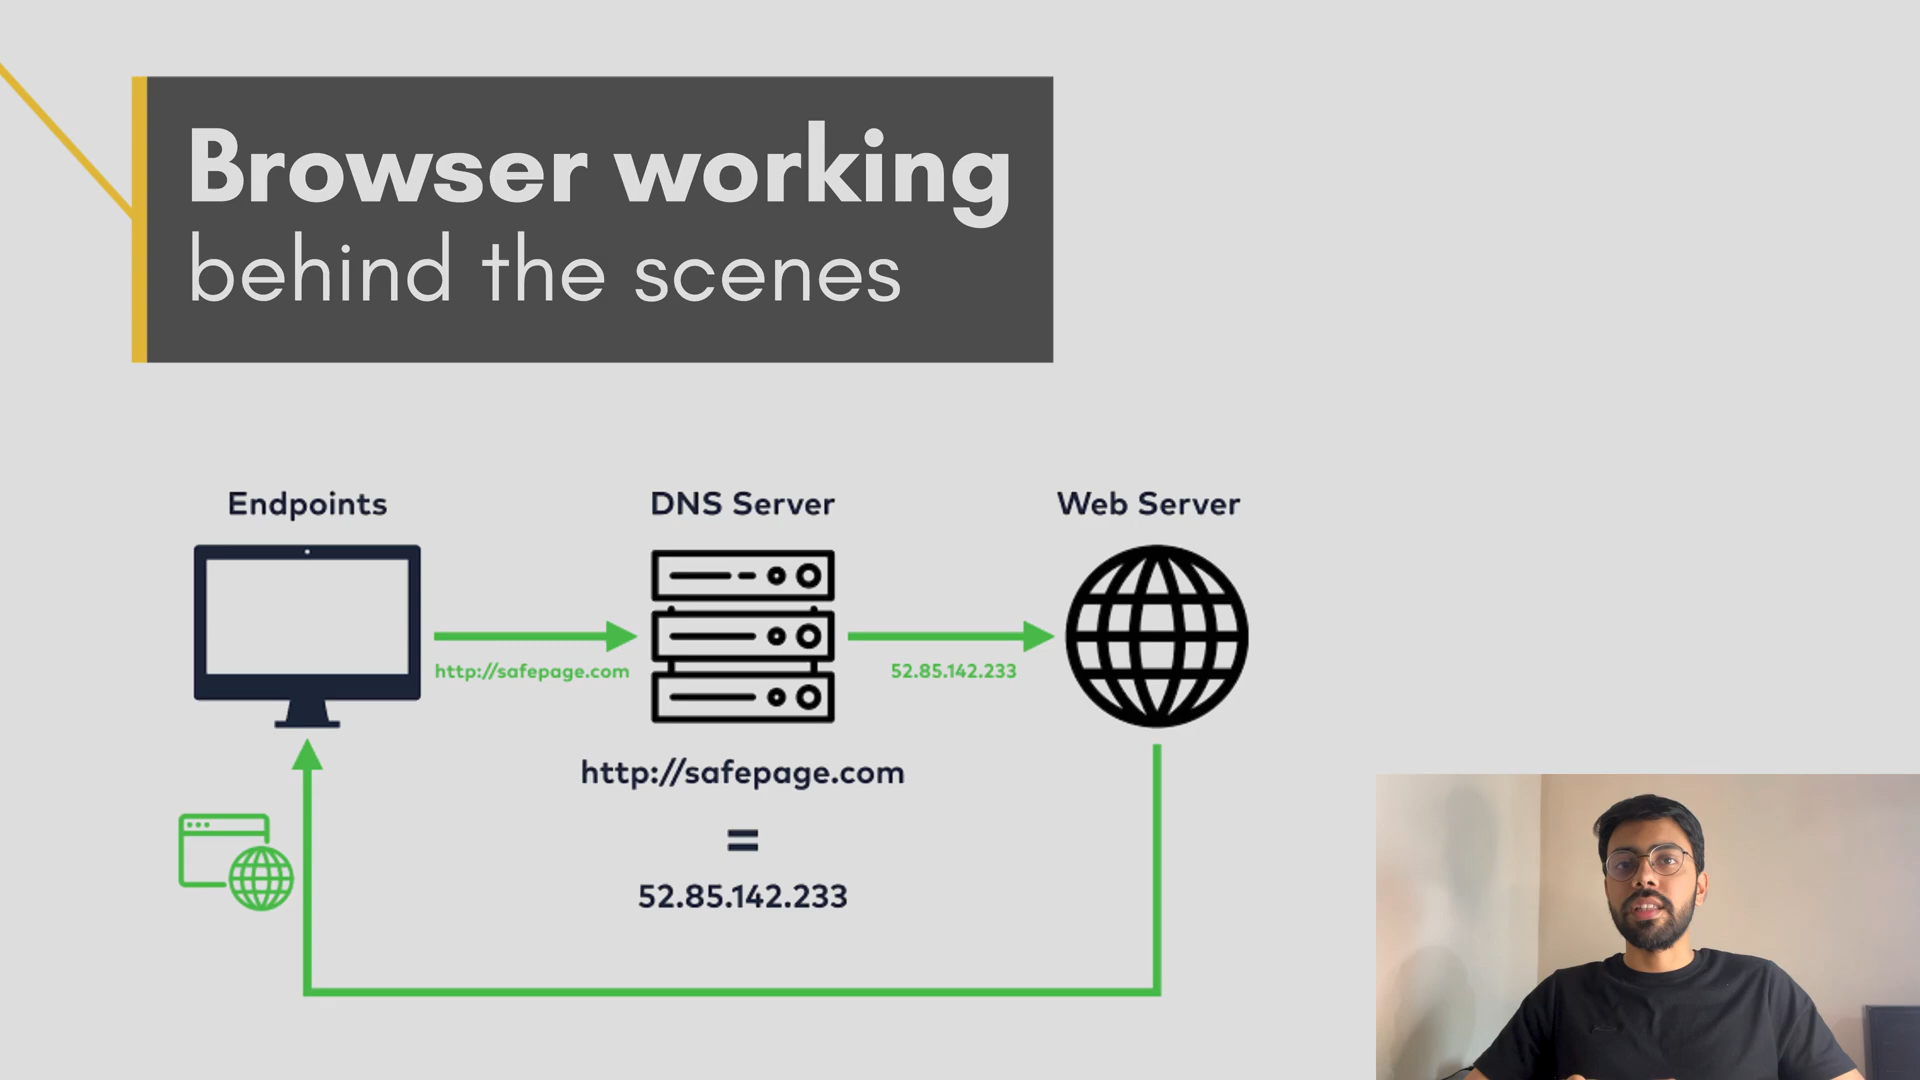 Browser working
behind the scenes
Endpoints
DNS Server
Web Server
http://safepage.com
52.85.142.233
http://safepage.com
=
52.85.142.233